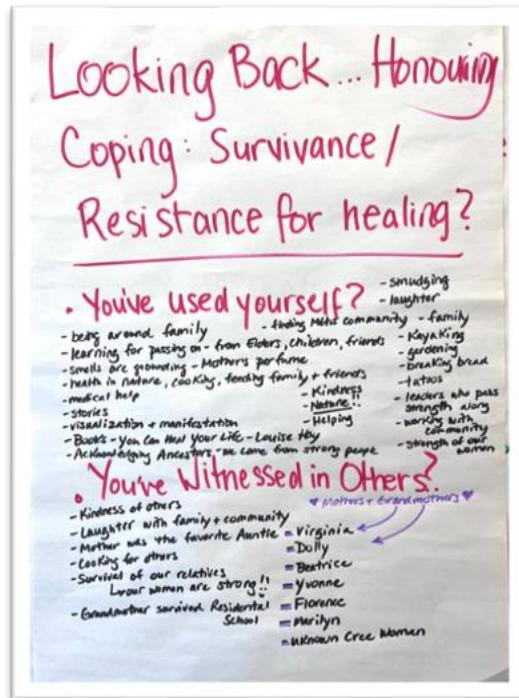 Looking Back... Honouring
Coping: Survivance/
Resistance for healing?
• You've used yourself?
- smudging
- laughter
- being around family
- finding Métis community
- family
- learning for passing on - from Elders, children, friends
- Kayaking
- smells are grounding - Mother's perfume
- gardening
- health in nature, cooking, feeding family + friends
- breaking bread
- medical help
- Kindness
- tatoos
- stories
- Nature!!
- leaders who pass
strength along
- visualization + manifestation
- Helping
- working with
community
- Books - You Can Heal Your Life - Louise Hay
- strength of our
women
- Acknowledging Ancestors - we come from strong people
• You've Witnessed in Others?
♥ Mothers + Grandmothers ♥
- Kindness of others
- Laughter with family + community
- Mother was the favorite Auntie
- Cooking for others
- Survival of our relatives
↳ our women are strong!!
- Grandmother survived Residental
School
- Virginia
- Dolly
- Beatrice
- Yvonne
- Florence
- Marilyn
- uKnown Cree Woman